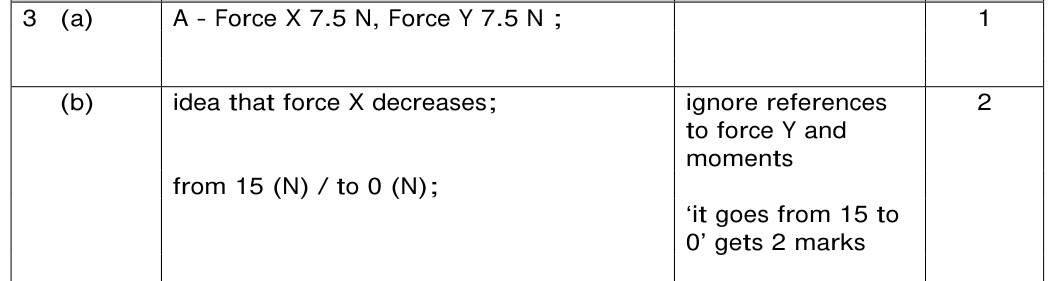 3 (a) A - Force X 7.5 N, Force Y 7.5 N ; 1
(b) idea that force X decreases; ignore references 2
to force Y and
moments
from 15 (N) / to 0 (N);
‘it goes from 15 to
0’ gets 2 marks